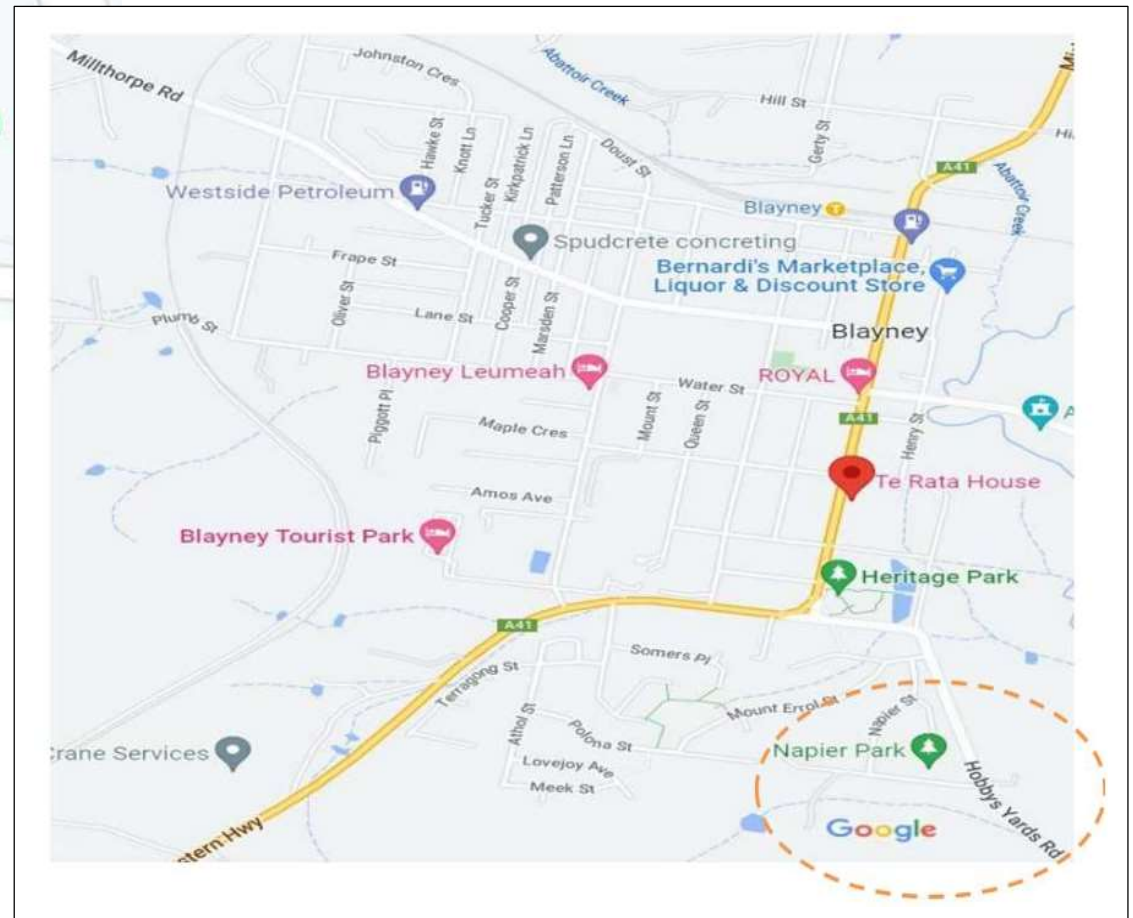 Millthorpe Rd
Johnston Cres
Abattoir Creek
Hill St
Hawke St
Knott Ln
Tucker St
Kirkpatrick Ln
Patterson Ln
Doust St
Gerty St
A41
Abattoir Creek
Westside Petroleum
Blayney
Spudcrete concreting
Bernardi's Marketplace,
Liquor & Discount Store
Frape St
Oliver St
Lane St
Cooper St
Marsden St
Plumb St
Blayney
Blayney Leumeah
Water St
ROYAL
Piggott Pl
Maple Cres
Mount St
Queen St
A41
Henry St
Te Rata House
Amos Ave
Blayney Tourist Park
Heritage Park
A41
Somers Pl
Terragong St
Mount Errol St
Napier St
Athol St
Polona St
Napier Park
Crane Services
Lovejoy Ave
Meek St
Hobbys Yards Rd
Google
stern Hwy